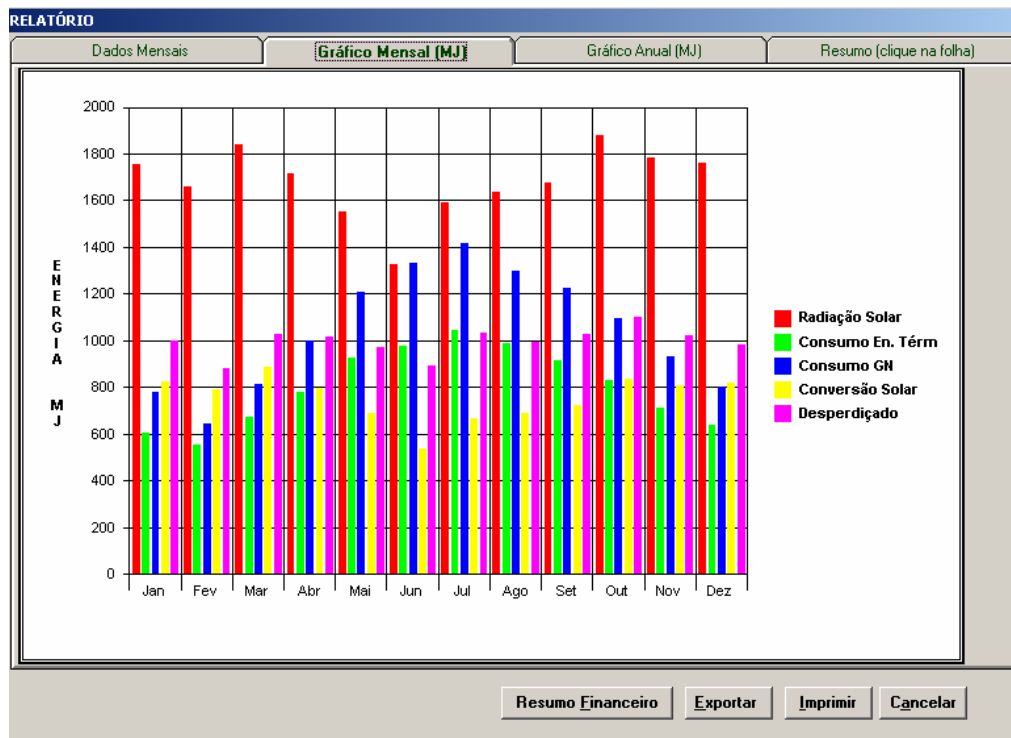 RELATÓRIO
Dados Mensais
Gráfico Mensal (MJ)
Gráfico Anual (MJ)
Resumo (clique na folha)
2000
1800
1600
1400
1200
1000
800
600
400
200
0
ENERGIA MJ
Jan Fev Mar Abr Mai Jun Jul Ago Set Out Nov Dez
Radiação Solar
Consumo En. Térm
Consumo GN
Conversão Solar
Desperdiçado
Resumo Financeiro
Exportar
Imprimir
Cancelar